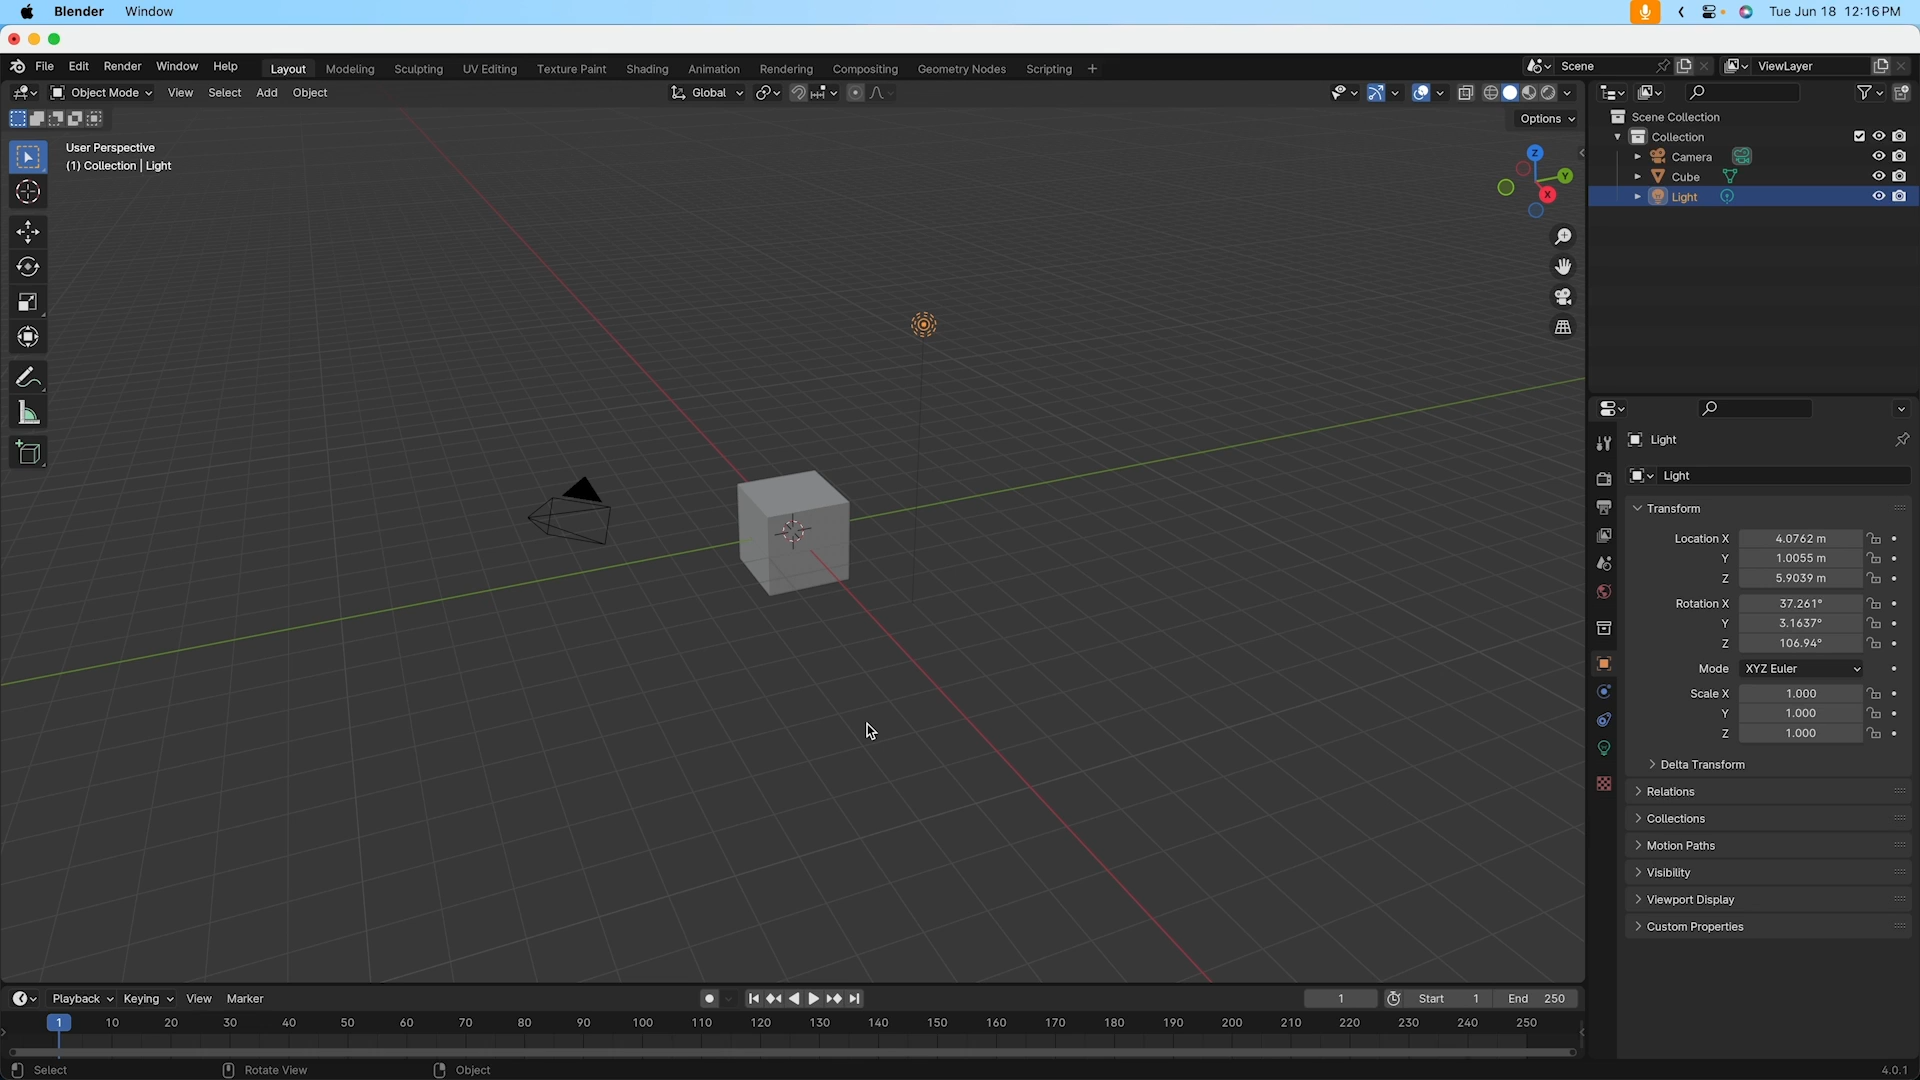 Blender Window
Tue Jun 18 12:16 PM
File Edit Render Window Help
Layout Modeling Sculpting UV Editing Texture Paint Shading Animation Rendering Compositing Geometry Nodes Scripting +
Scene ViewLayer
Object Mode View Select Add Object Global
Options
User Perspective
(1) Collection | Light
Z
Y
X
Scene Collection
Collection
Camera
Cube
Light
Light
Light
Transform
Location X 4.0762 m
Y 1.0055 m
Z 5.9039 m
Rotation X 37.261°
Y 3.1637°
Z 106.94°
Mode XYZ Euler
Scale X 1.000
Y 1.000
Z 1.000
Delta Transform
Relations
Collections
Motion Paths
Visibility
Viewport Display
Custom Properties
Playback Keying View Marker 1 Start 1 End 250
1 10 20 30 40 50 60 70 80 90 100 110 120 130 140 150 160 170 180 190 200 210 220 230 240 250
Select Rotate View Object 4.0.1